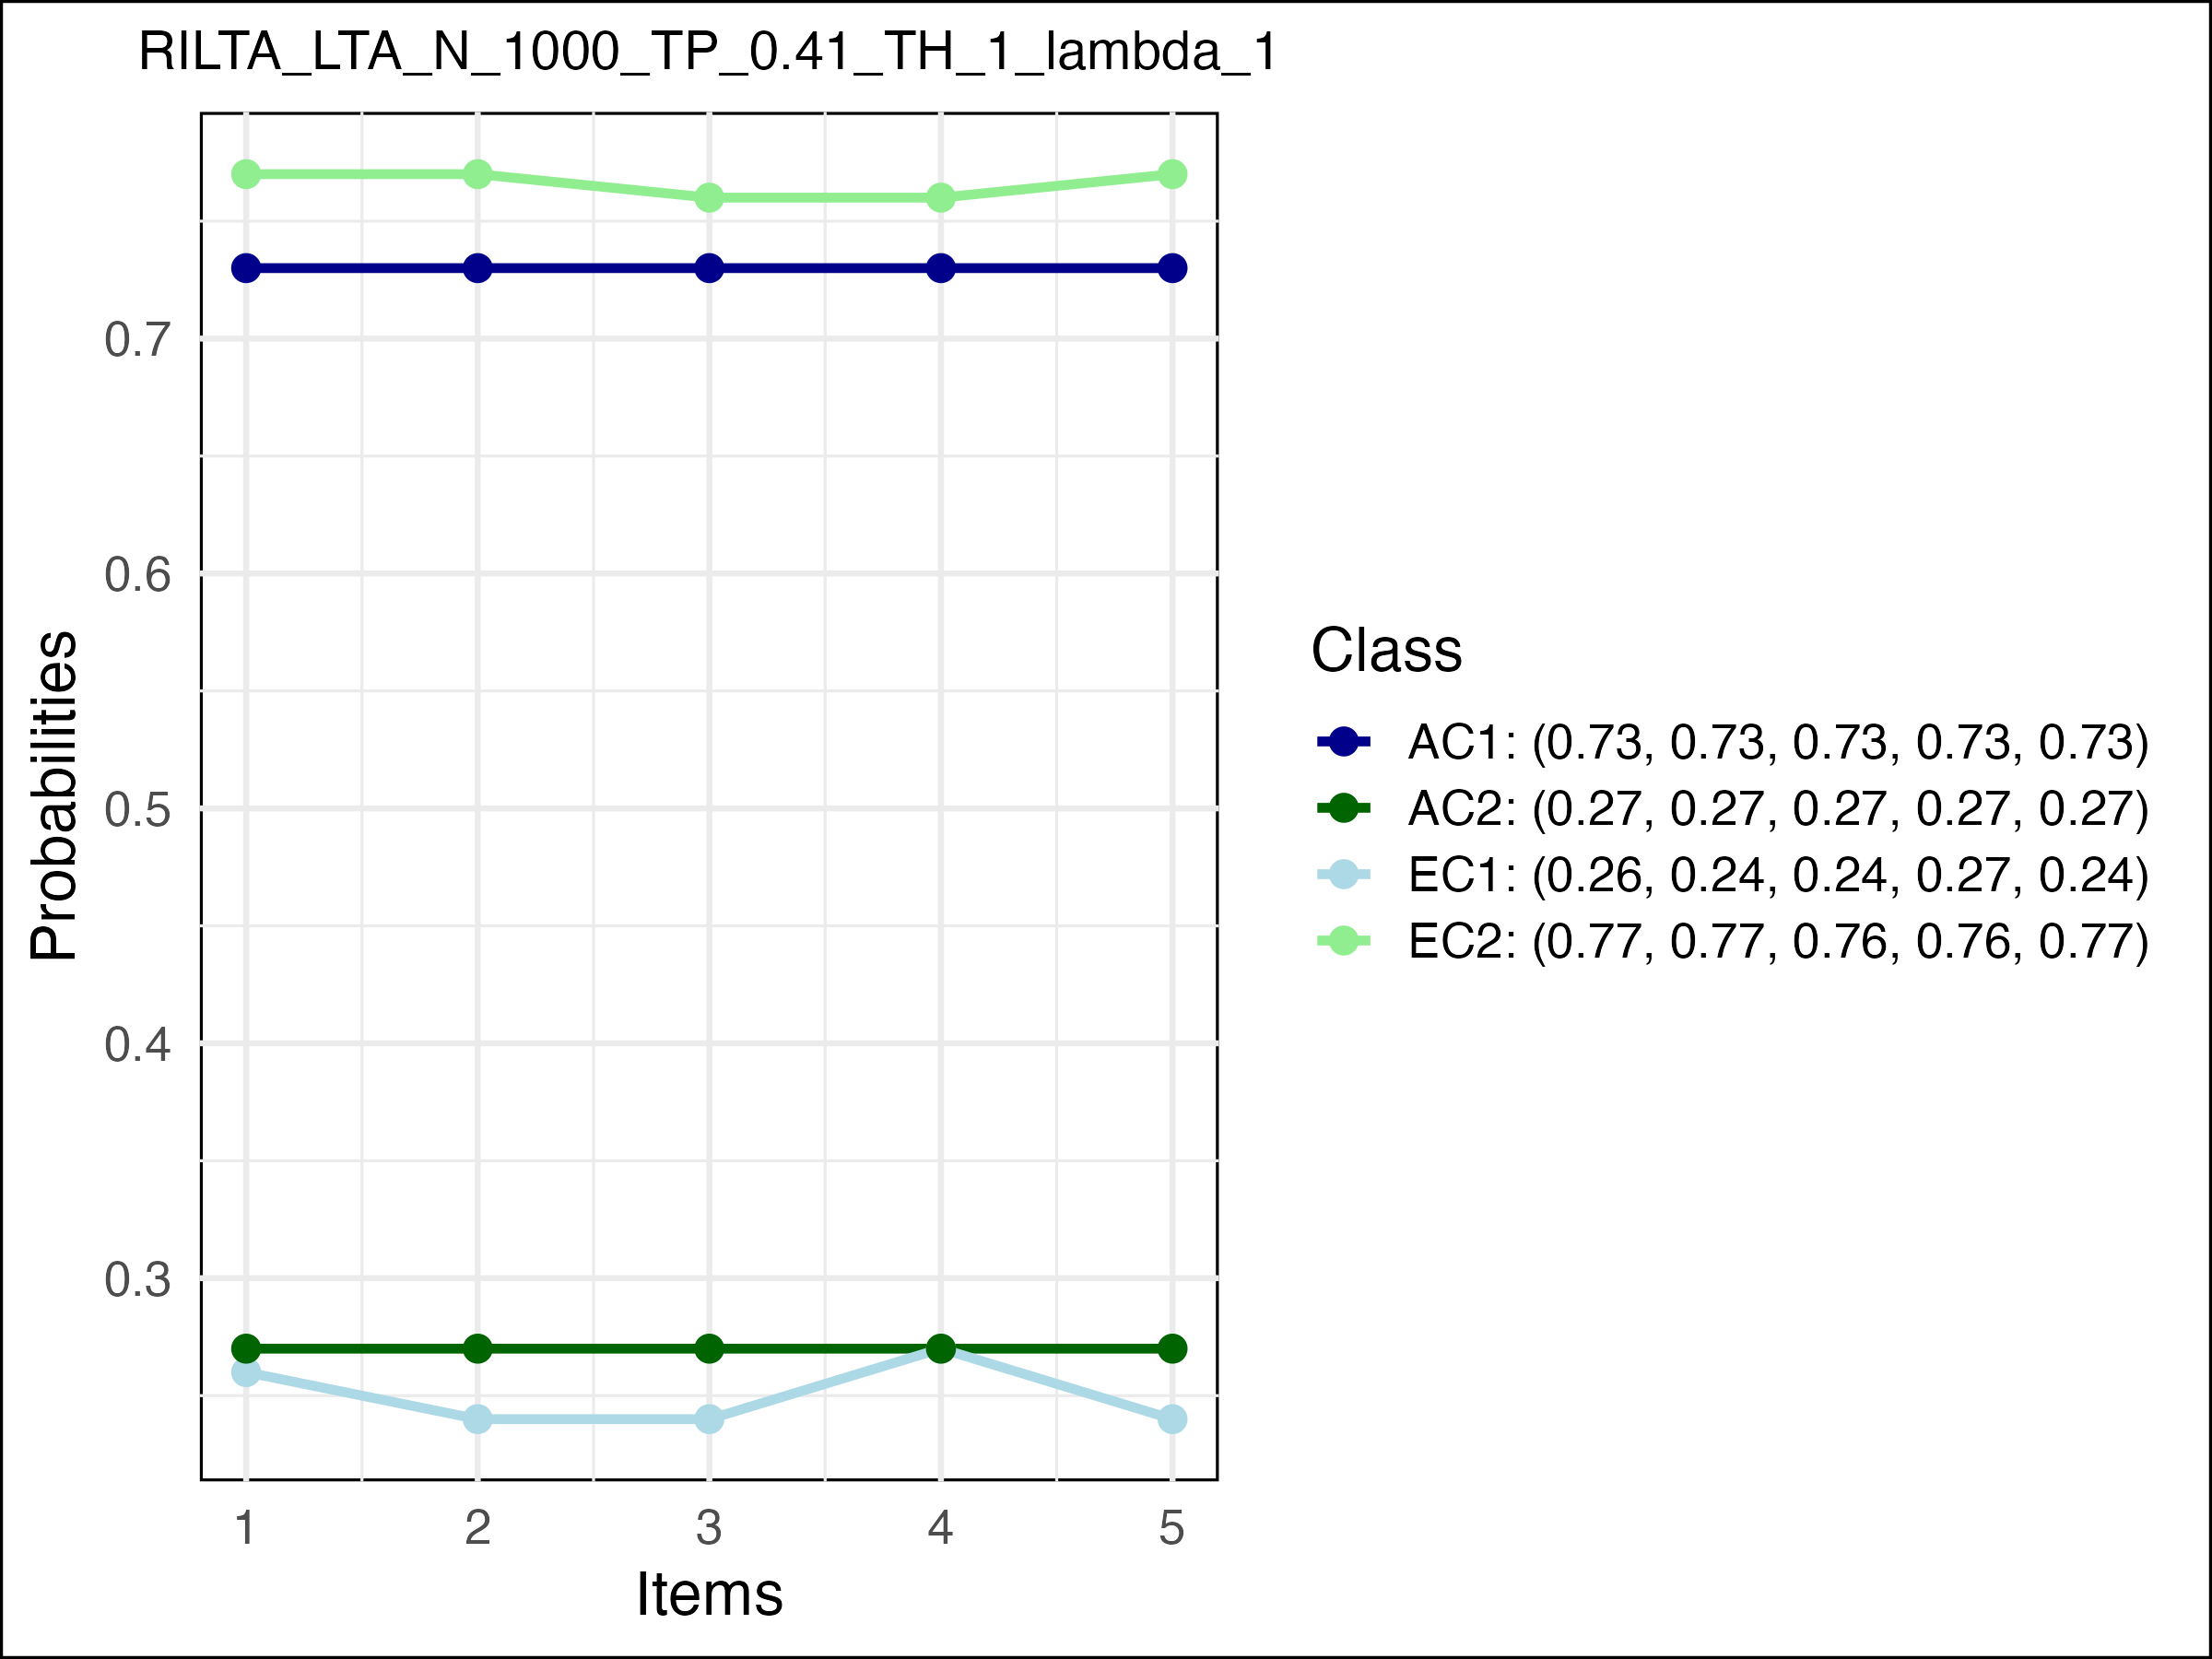 RILTA_LTA_N_1000_TP_0.41_TH_1_lambda_1
0.7
0.6
0.5
0.4
0.3
Probabilities
1 2 3 4 5
Items
Class
AC1: (0.73, 0.73, 0.73, 0.73, 0.73)
AC2: (0.27, 0.27, 0.27, 0.27, 0.27)
EC1: (0.26, 0.24, 0.24, 0.27, 0.24)
EC2: (0.77, 0.77, 0.76, 0.76, 0.77)